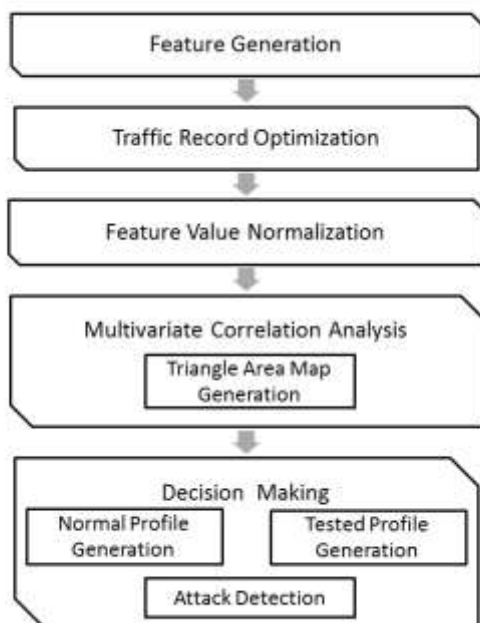 Feature Generation
Traffic Record Optimization
Feature Value Normalization
Multivariate Correlation Analysis
Triangle Area Map
Generation
Decision Making
Normal Profile
Generation
Tested Profile
Generation
Attack Detection